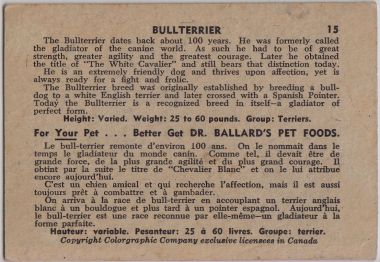 BULLTERRIER 15
The Bullterrier dates back about 100 years. He was formerly called
the gladiator of the canine world. As such he had to be of great
strength, greater agility and the greatest courage. Later he obtained
the title of "The White Cavalier" and still bears that distinction today.
He is an extremely friendly dog and thrives upon affection, yet is
always ready for a fight and frolic.
The Bullterrier breed was originally established by breeding a bull-
dog to a white English terrier and later crossed with a Spanish Pointer.
Today the Bullterrier is a recognized breed in itself—a gladiator of
perfect form.
Height: Varied. Weight: 25 to 60 pounds. Group: Terriers.
For Your Pet . . . Better Get DR. BALLARD'S PET FOODS.
Le bull-terrier remonte d'environ 100 ans. On le nommait dans le
temps le gladiateur du monde canin. Comme tel, il devait être de
grande force, de la plus grande agilité et du plus grand courage. Il
obtint par la suite le titre de "Chevalier Blanc" et on le lui attribue
encore aujourd'hui.
C'est un chien amical et qui recherche l'affection, mais il est aussi
toujours prêt à combattre et à gambader.
On arriva à la race de bull-terrier en accouplant un terrier anglais
blanc à un bouldogue et plus tard à un pointer espagnol. Aujourd'hui,
le bull-terrier est une race reconnue par elle-même—un gladiateur à la
forme parfaite.
Hauteur: variable. Pesanteur: 25 à 60 livres. Groupe: terrier.
Copyright Colorgraphic Company exclusive licensees in Canada